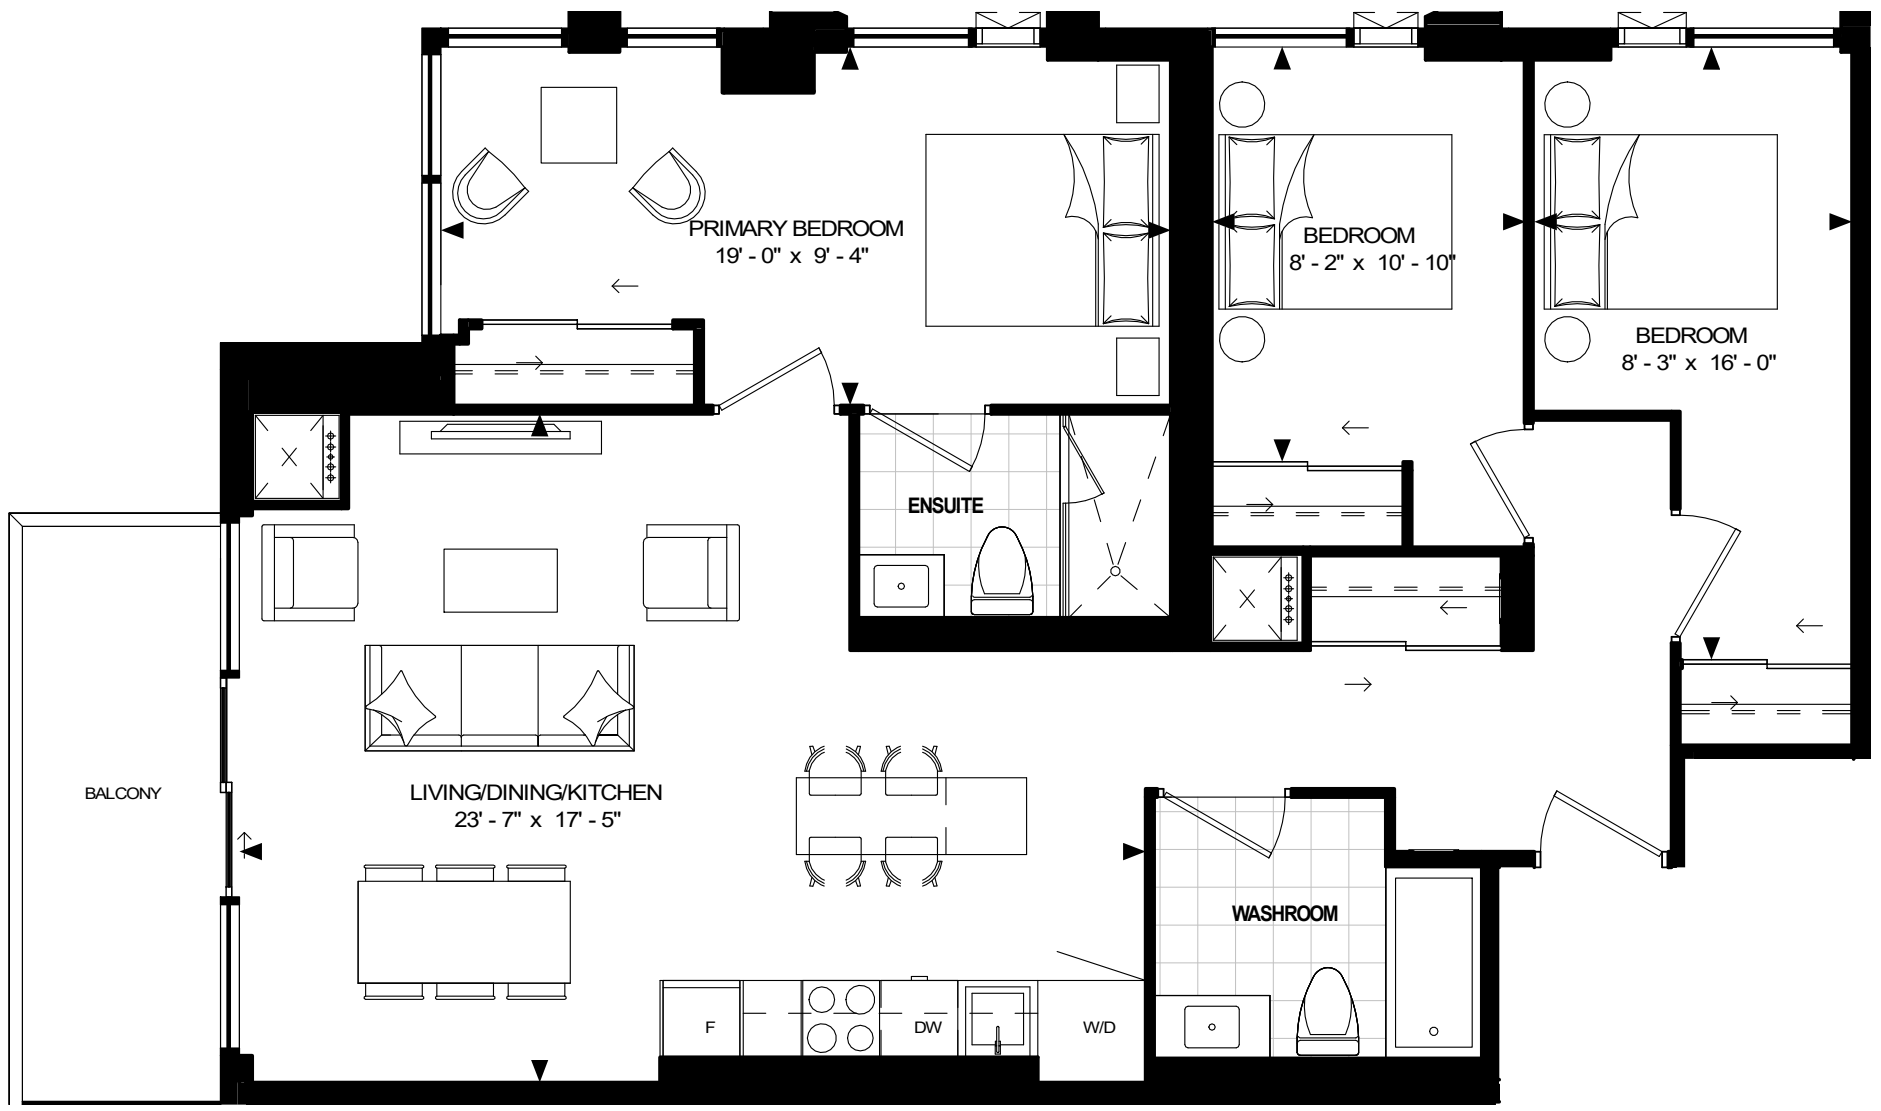 PRIMARY BEDROOM
19' - 0" x 9' - 4"
BEDROOM
8' - 2" x 10' - 10"
BEDROOM
8' - 3" x 16' - 0"
ENSUITE
BALCONY
LIVING/DINING/KITCHEN
23' - 7" x 17' - 5"
WASHROOM
F
DW
W/D